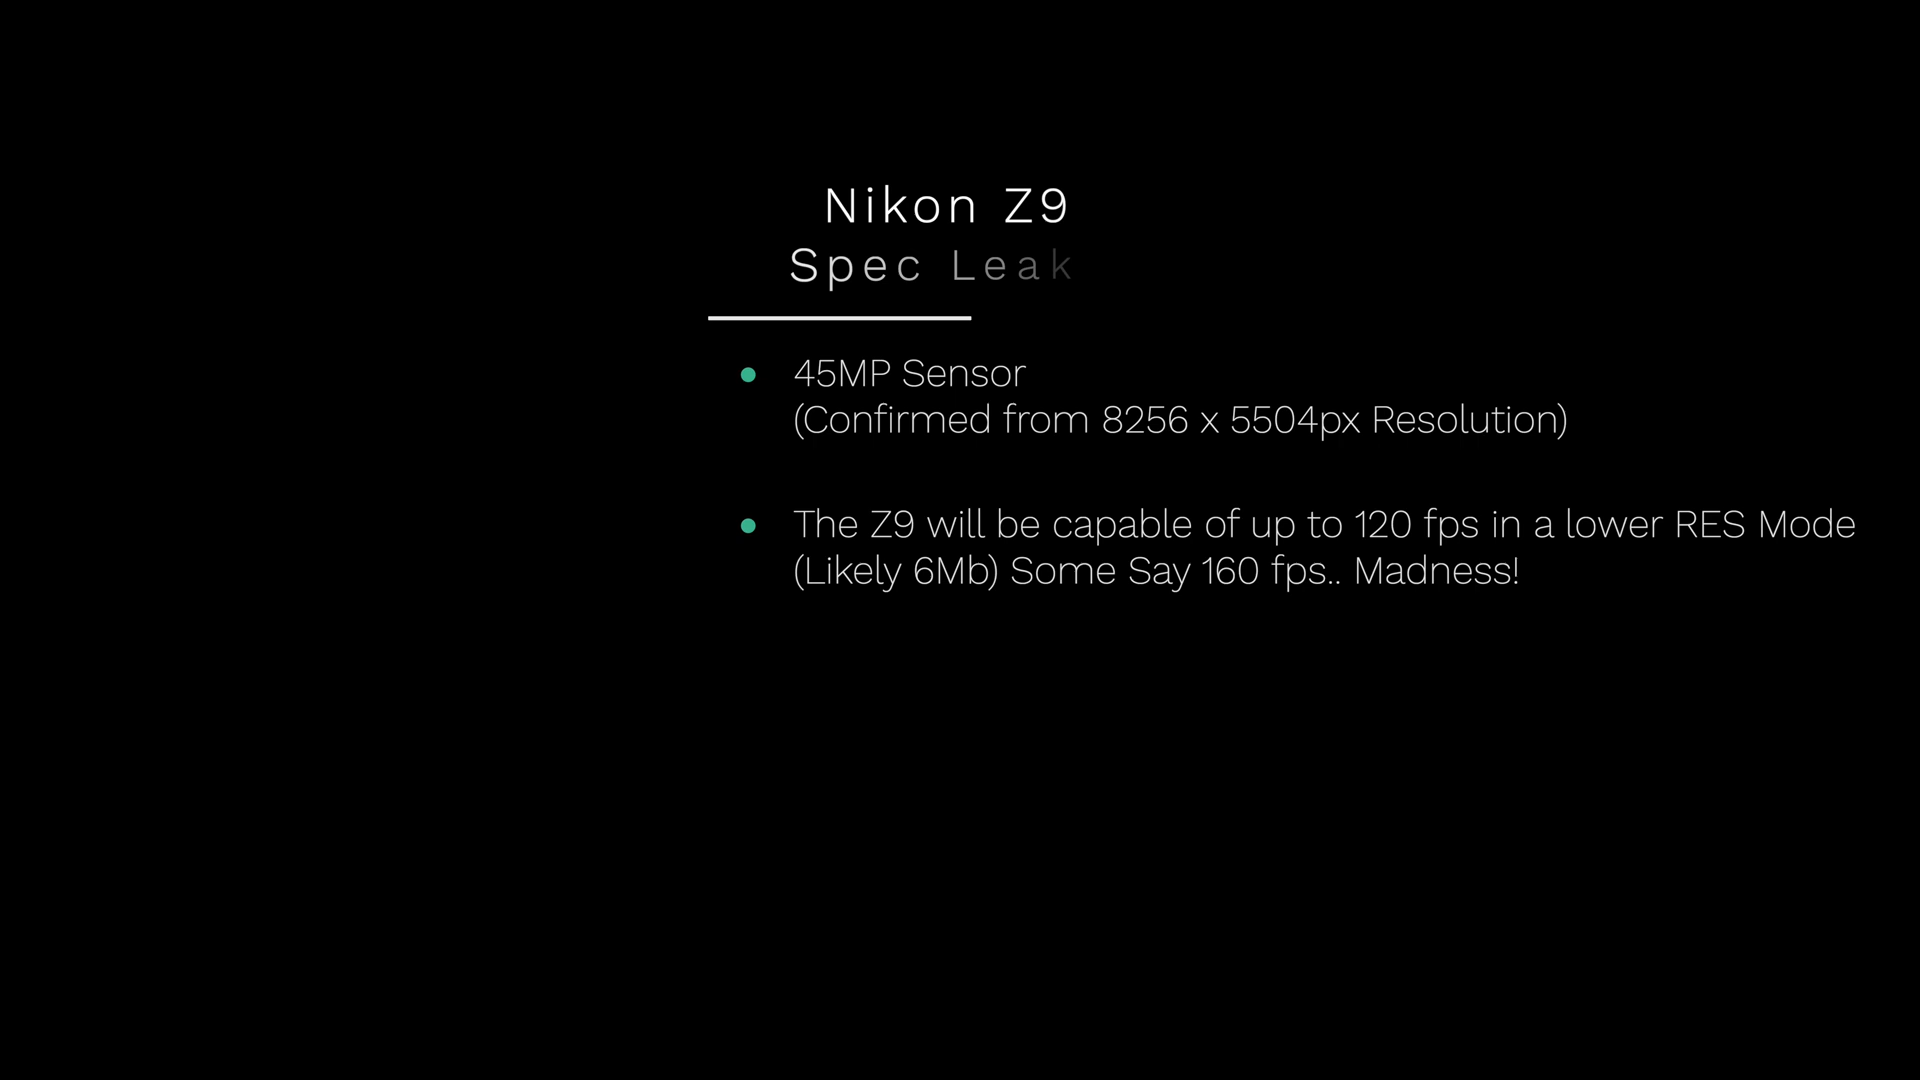 Nikon Z9
Spec Leak
45MP Sensor
(Confirmed from 8256 x 5504px Resolution)
The Z9 will be capable of up to 120 fps in a lower RES Mode
(Likely 6Mb) Some Say 160 fps.. Madness!